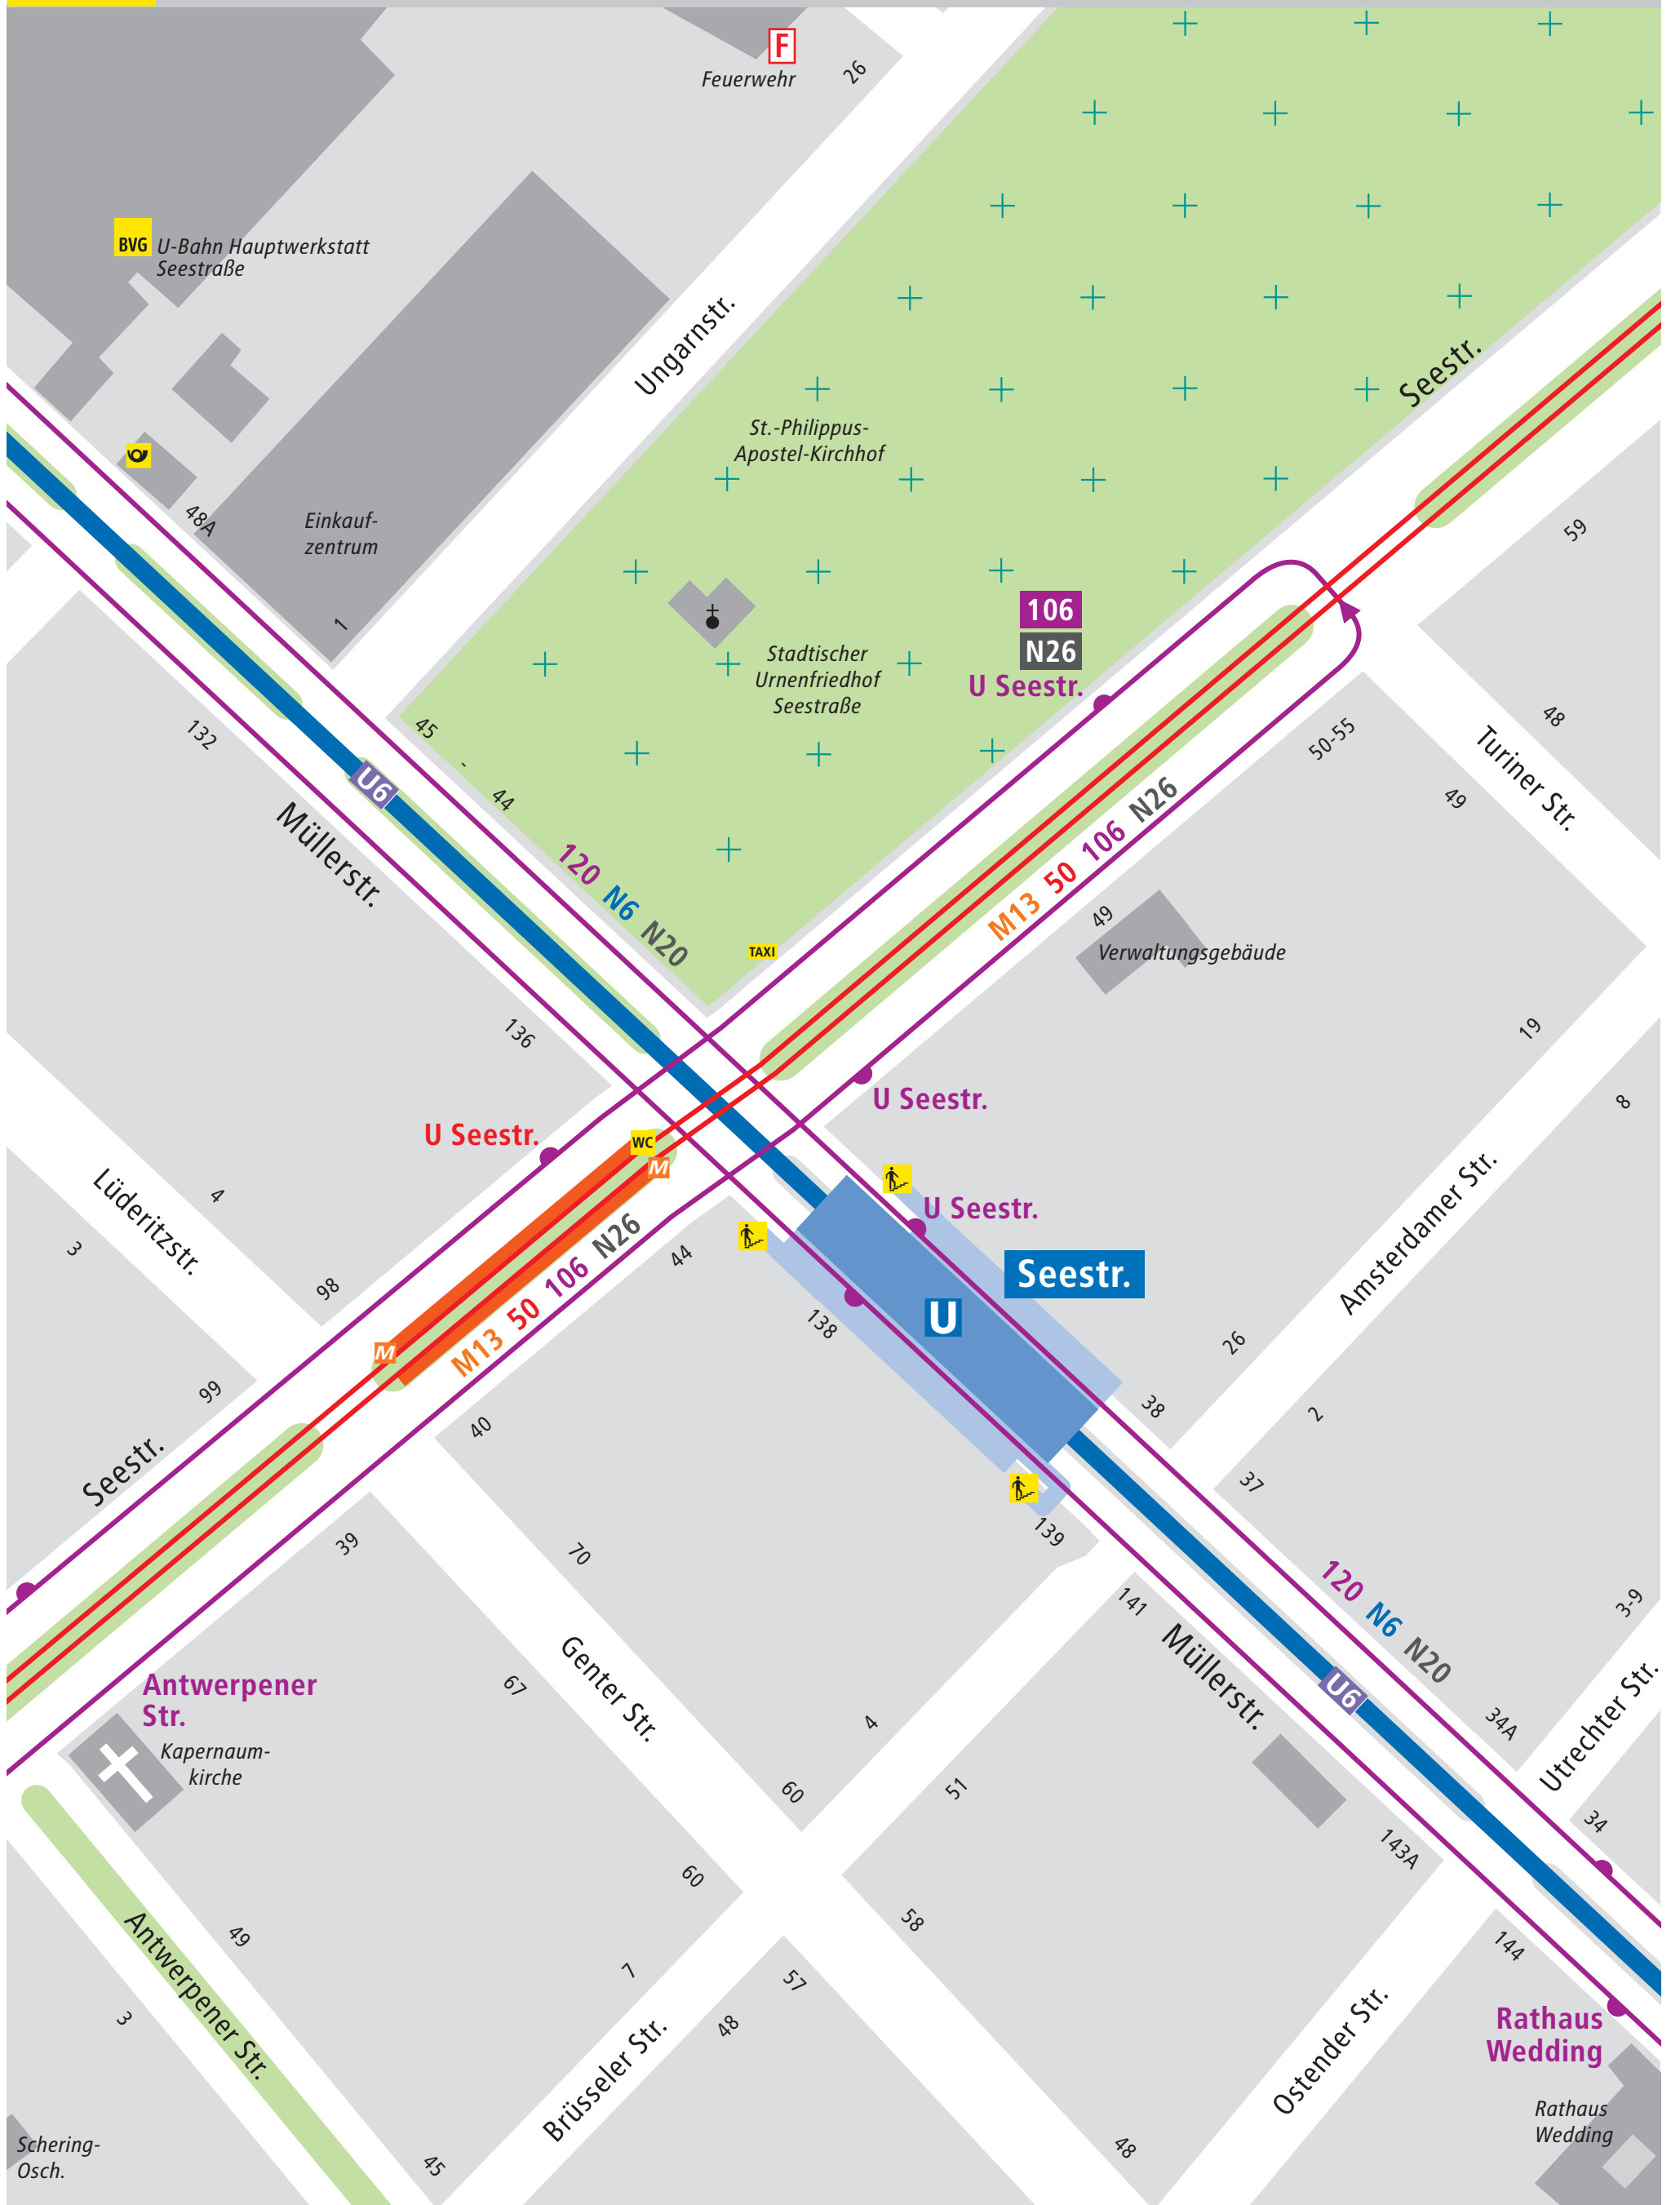 F
Feuerwehr
26
BVG
U-Bahn Hauptwerkstatt
Seestraße
Ungarnstr.
Seestr.
St.-Philippus-
Apostel-Kirchhof
48A
Einkauf-
zentrum
59
1
106
N26
U Seestr.
Stadtischer
Urnenfriedhof
Seestraße
132
45
-
44
U6
Müllerstr.
48
50-55
Turiner Str.
49
120 N6 N20
M13 50 106 N26
49
TAXI
Verwaltungsgebäude
136
19
8
U Seestr.
U Seestr.
WC
M
Lüderitzstr.
4
3
98
U Seestr.
Amsterdamer Str.
44
M13 50 106 N26
Seestr.
U
138
M
26
99
38
2
40
Seestr.
37
139
39
70
120 N6 N20
141
3-9
Müllerstr.
Genter Str.
67
Antwerpener
Str.
U6
Utrechter Str.
34A
4
Kapernaum-
kirche
60
51
34
143A
60
58
49
Antwerpener Str.
144
7
57
3
48
Brüsseler Str.
Ostender Str.
Rathaus
Wedding
Rathaus
Wedding
Schering-
Osch.
45
48